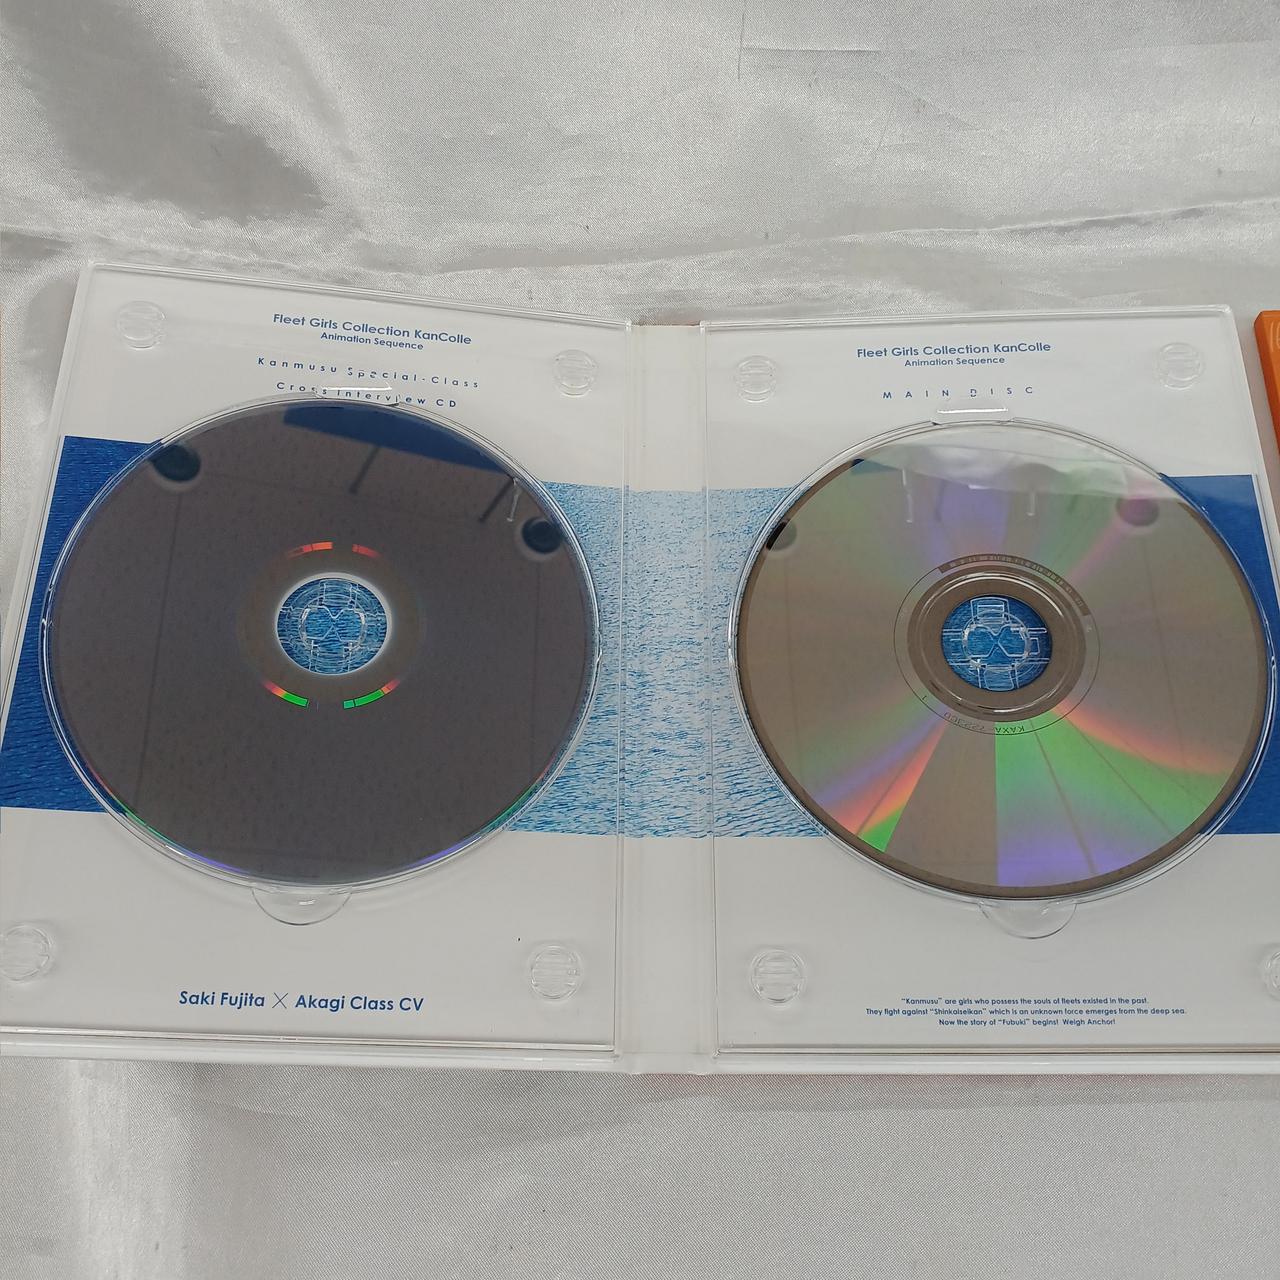 Fleet Girls Collection KanColle
Animation Sequence
Kanmusu Special-Class
Cross Interview CD
Saki Fujita × Akagi Class CV
Fleet Girls Collection KanColle
Animation Sequence
MAIN DISC
KAXA
1
"Kanmusu" are girls who possess the souls of fleets existed in the past.
They fight against "Shinkaiseikan" which is an unknown force emerges from the deep sea.
Now the story of "Fubuki" begins! Weigh Anchor!